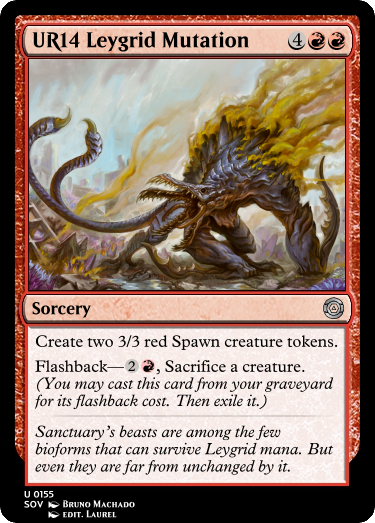 UR14 Leygrid Mutation 4
Sorcery
Create two 3/3 red Spawn creature tokens.
Flashback—2, Sacrifice a creature.
(You may cast this card from your graveyard
for its flashback cost. Then exile it.)
Sanctuary's beasts are among the few
bioforms that can survive Leygrid mana. But
even they are far from unchanged by it.
U 0155
SOV Bruno Machado
edit. Laurel